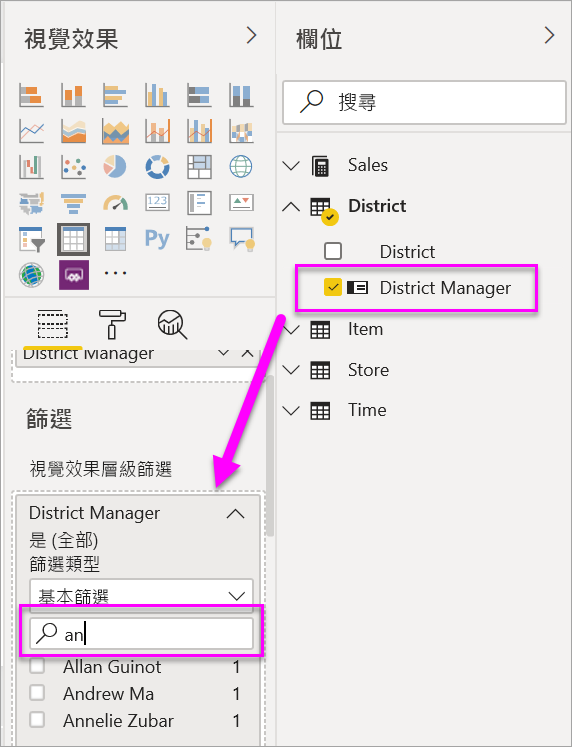 視覺效果
123
Py
District Manager
篩選
視覺效果層級篩選
District Manager
是 (全部)
篩選類型
基本篩選
an
Allan Guinot 1
Andrew Ma 1
Annelie Zubar 1
欄位
搜尋
Sales
District
District
District Manager
Item
Store
Time